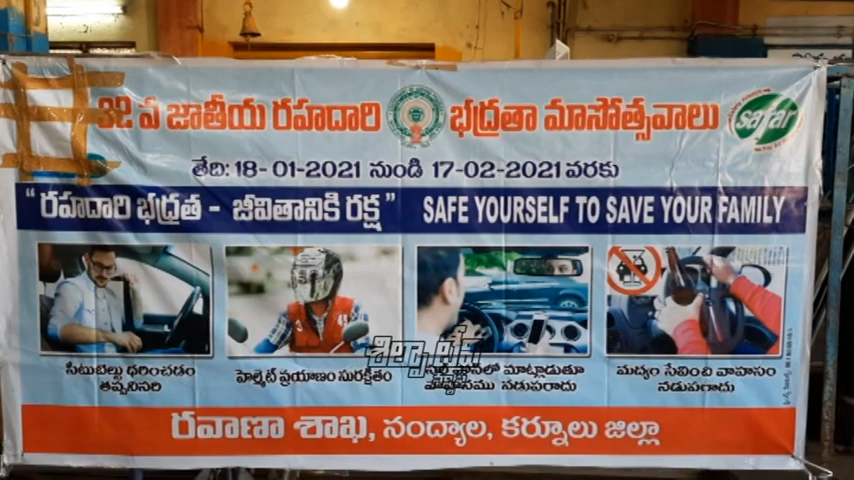 32 వ జాతీయ రహదారి భద్రతా మాసోత్సవాలు
safar
తేది: 18-01-2021 నుండి 17-02-2021 వరకు
"రహదారి భద్రత - జీవితానికి రక్ష" SAFE YOURSELF TO SAVE YOUR FAMILY
సీటుబెల్టు ధరించడం తప్పనిసరి
హెల్మెట్ ప్రయాణం సురక్షితం
సెల్ ఫోన్‌లో మాట్లాడుతూ వాహనము నడుపరాదు
మద్యం సేవించి వాహనం నడుపరాదు
రవాణా శాఖ, నంద్యాల, కర్నూలు జిల్లా